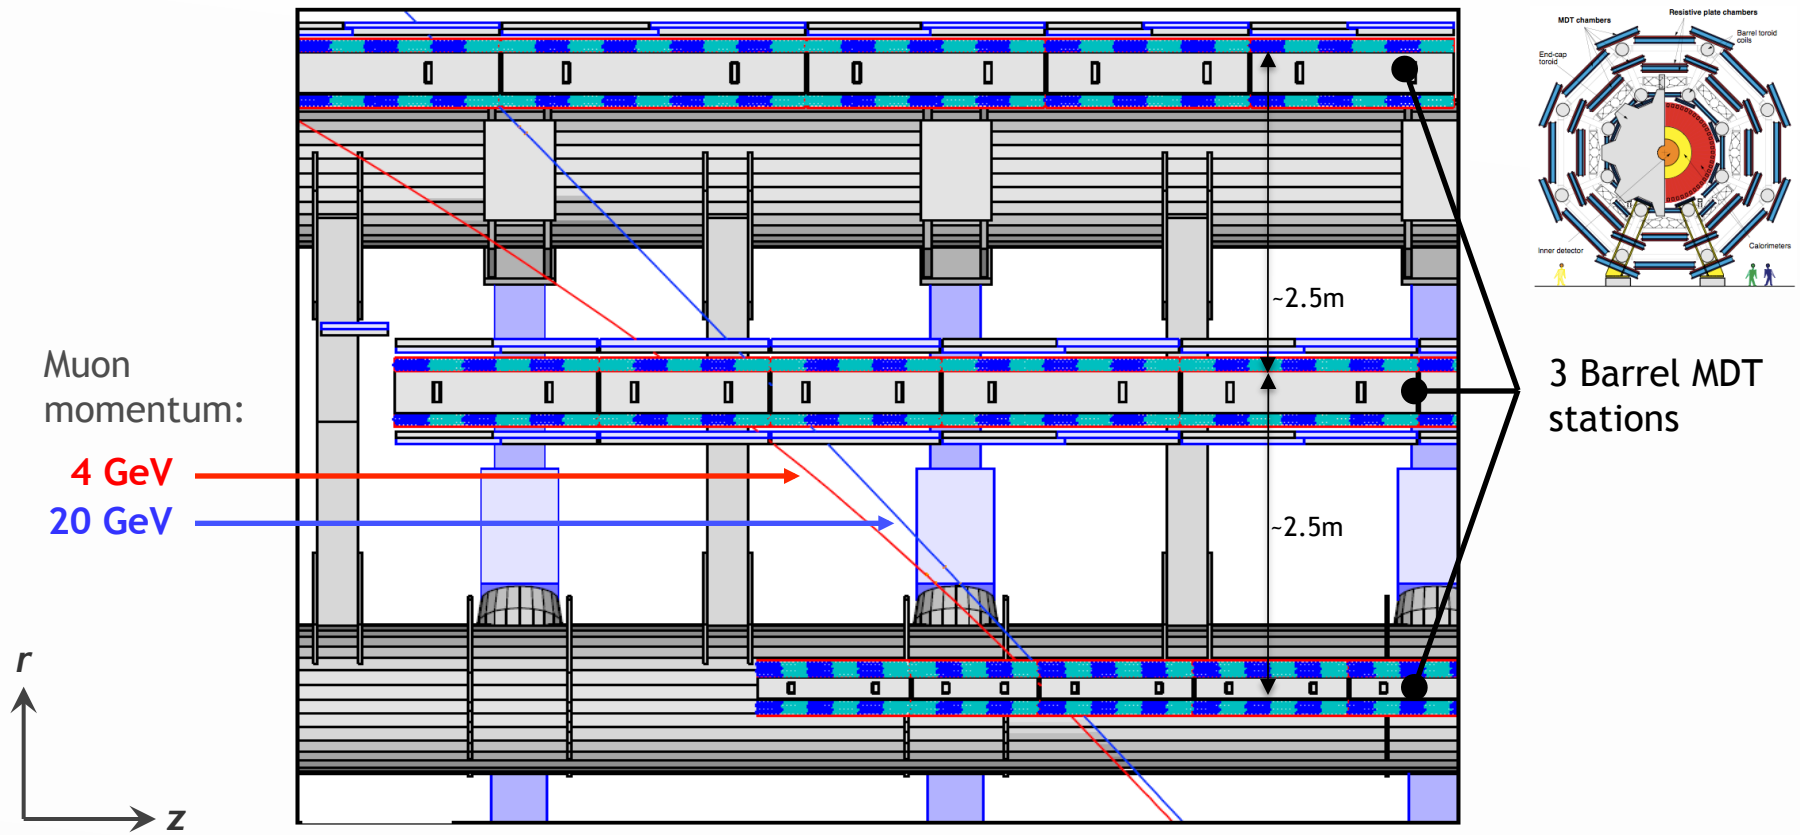 MDT chambers
Resistive plate chambers
Barrel toroid
coils
End-cap
toroid
Inner detector
Calorimeters
~2.5m
Muon
momentum:
4 GeV
20 GeV
3 Barrel MDT
stations
~2.5m
r
z